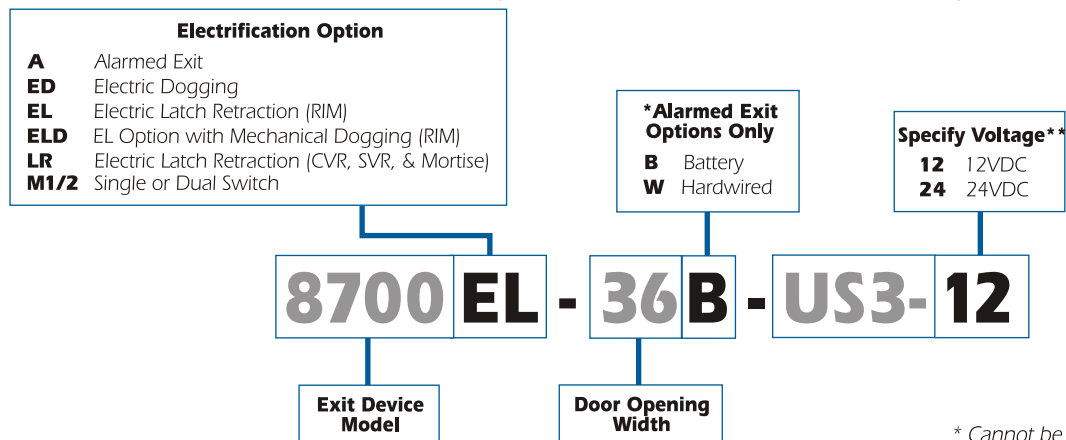 Electrification Option
A Alarmed Exit
ED Electric Dogging
EL Electric Latch Retraction (RIM)
ELD EL Option with Mechanical Dogging (RIM)
LR Electric Latch Retraction (CVR, SVR, & Mortise)
M1/2 Single or Dual Switch
*Alarmed Exit
Options Only
B Battery
W Hardwired
Specify Voltage**
12 12VDC
24 24VDC
8700 EL - 36 B - US3- 12
Exit Device
Model
Door Opening
Width
* Cannot be